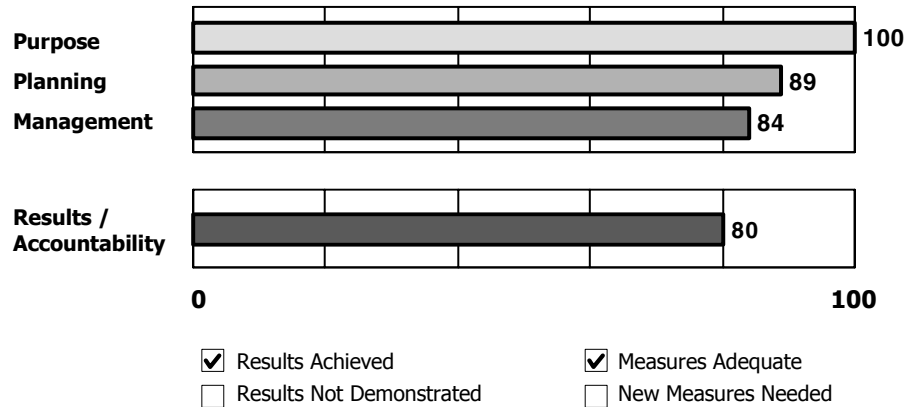 Purpose 100
Planning 89
Management 84
Results /
Accountability 80
0 100
Results Achieved Measures Adequate
Results Not Demonstrated New Measures Needed